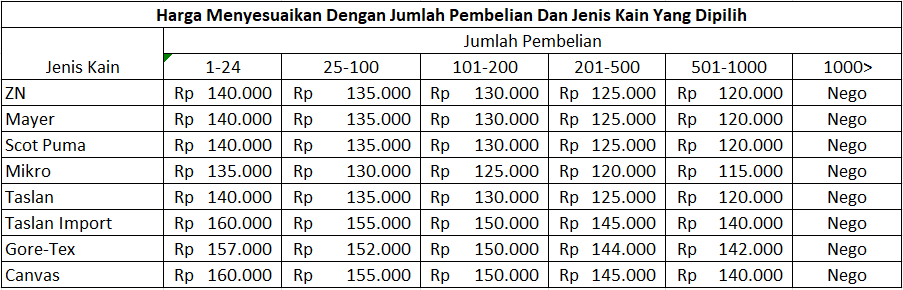 Harga Menyesuaikan Dengan Jumlah Pembelian Dan Jenis Kain Yang Dipilih
Jenis Kain Jumlah Pembelian
1-24 25-100 101-200 201-500 501-1000 1000>
ZN Rp 140.000 Rp 135.000 Rp 130.000 Rp 125.000 Rp 120.000 Nego
Mayer Rp 140.000 Rp 135.000 Rp 130.000 Rp 125.000 Rp 120.000 Nego
Scot Puma Rp 140.000 Rp 135.000 Rp 130.000 Rp 125.000 Rp 120.000 Nego
Mikro Rp 135.000 Rp 130.000 Rp 125.000 Rp 120.000 Rp 115.000 Nego
Taslan Rp 140.000 Rp 135.000 Rp 130.000 Rp 125.000 Rp 120.000 Nego
Taslan Import Rp 160.000 Rp 155.000 Rp 150.000 Rp 145.000 Rp 140.000 Nego
Gore-Tex Rp 157.000 Rp 152.000 Rp 150.000 Rp 144.000 Rp 142.000 Nego
Canvas Rp 160.000 Rp 155.000 Rp 150.000 Rp 145.000 Rp 140.000 Nego